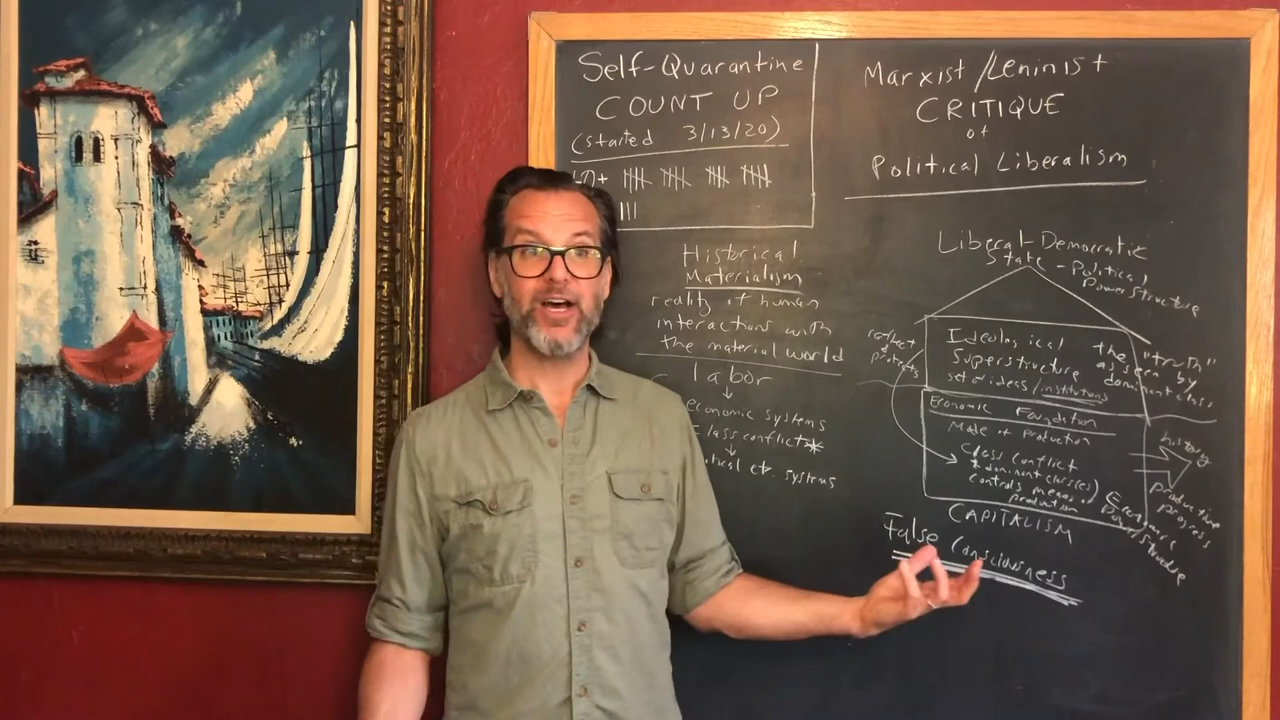 Self-Quarantine
COUNT UP
(started 3/13/20)
Marxist/Leninist
CRITIQUE
of
Political Liberalism
Historical
Materialism
reality of human
interactions with
the material world
labor
economic systems
class conflict*
systems
Liberal-Democratic
State - Political
Power Structure
reflect
protects
Ideological
Superstructure
set of ideas/institutions
the "truth"
as seen by
dominant class.
Economic Foundation
Mode of production
Class conflict
* dominant class(es)
controls means of
production
CAPITALISM
Economic
Power Structure
history
productive
progress
False Consciousness